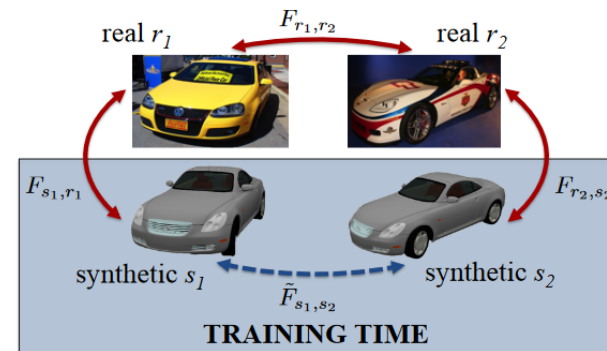 F_{r_1,r_2}
real r_1
real r_2
F_{s_1,r_1}
F_{r_2,s_2}
synthetic s_1
synthetic s_2
\tilde{F}_{s_1,s_2}
TRAINING TIME